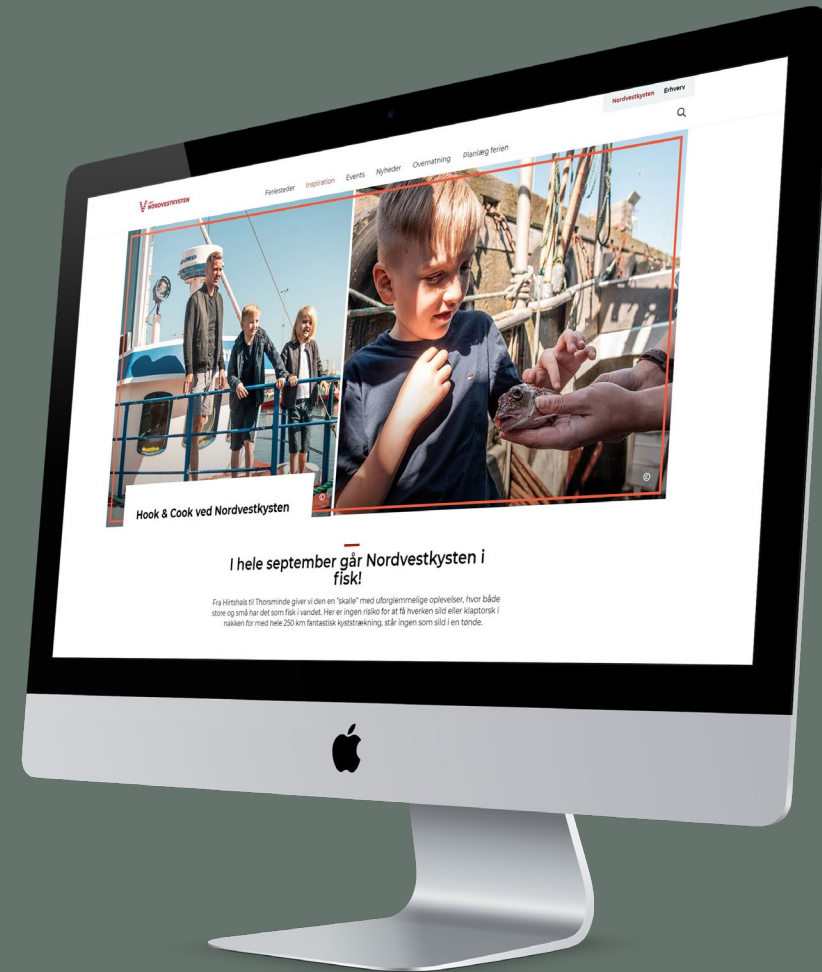 Nordvestkysten Erhverv
NORDVESTKYSTEN
Feriesteder Inspiration Events Nyheder Overnatning Planlæg ferien
©
©
Hook & Cook ved Nordvestkysten
I hele september går Nordvestkysten i
fisk!
Fra Hirtshals til Thorsminde giver vi den en "skalle" med uforglemmelige oplevelser, hvor både
store og små har det som fisk i vandet. Her er ingen risiko for at få hverken sild eller klaptorsk i
nakken for med hele 250 km fantastisk kyststrækning, står ingen som sild i en tønde.